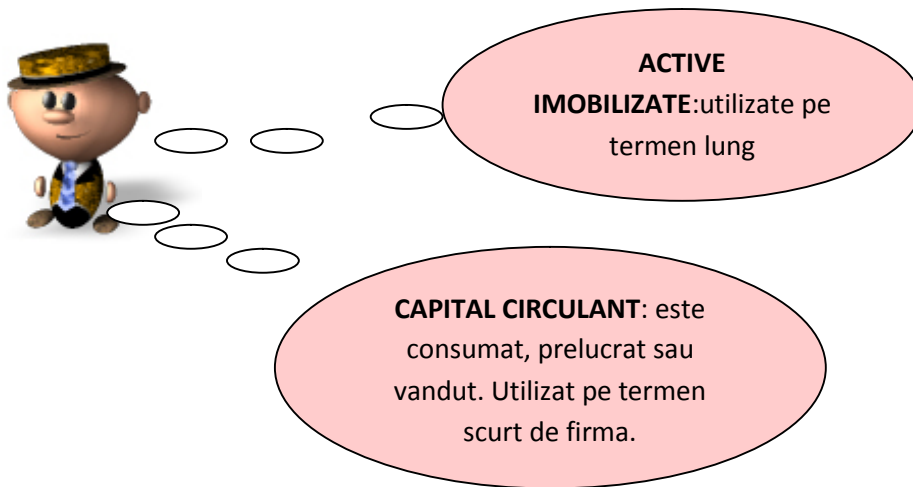 ACTIVE
IMOBILIZATE:utilizate pe
termen lung
CAPITAL CIRCULANT: este
consumat, prelucrat sau
vandut. Utilizat pe termen
scurt de firma.